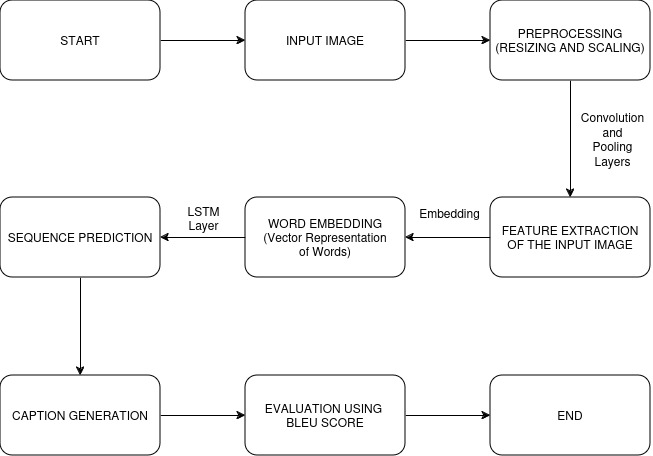 START
INPUT IMAGE
PREPROCESSING
(RESIZING AND SCALING)
Convolution
and
Pooling
Layers
FEATURE EXTRACTION
OF THE INPUT IMAGE
Embedding
WORD EMBEDDING
(Vector Representation
of Words)
LSTM
Layer
SEQUENCE PREDICTION
CAPTION GENERATION
EVALUATION USING
BLEU SCORE
END